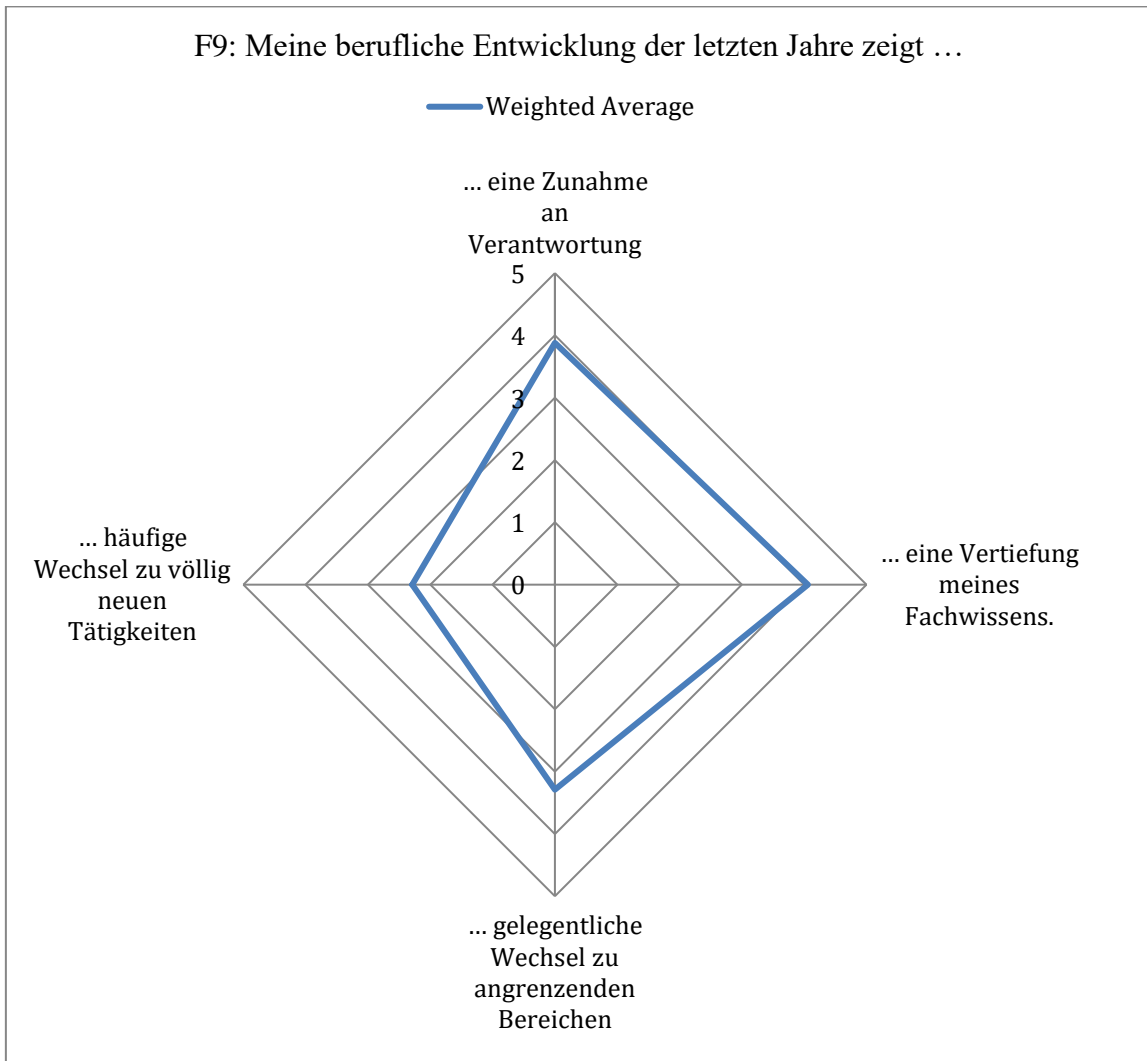 F9: Meine berufliche Entwicklung der letzten Jahre zeigt …
Weighted Average
... eine Zunahme
an
Verantwortung
5
4
3
2
1
0
... häufige
Wechsel zu völlig
neuen
Tätigkeiten
... eine Vertiefung
meines
Fachwissens.
... gelegentliche
Wechsel zu
angrenzenden
Bereichen